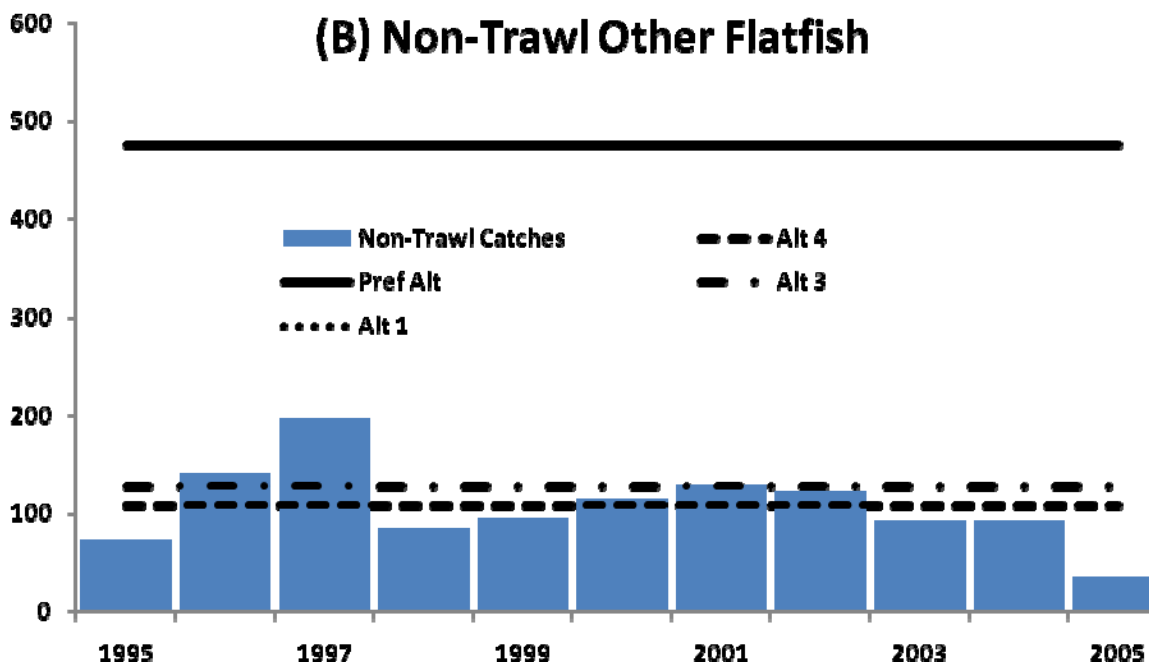 (B) Non-Trawl Other Flatfish
600
500
400
300
200
100
0
Non-Trawl Catches
Alt 4
Pref Alt
Alt 3
Alt 1
1995 1997 1999 2001 2003 2005